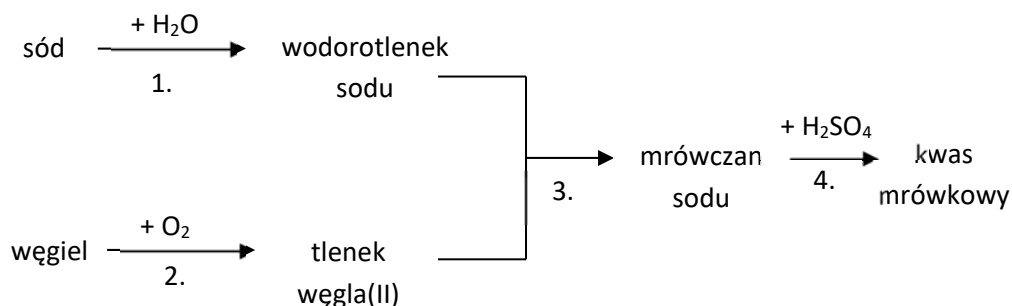 + H₂O
sód
wodorotlenek
sodu
1.
+ H₂SO₄
mrówczan
sodu
kwas
mrówkowy
3.
4.
+ O₂
węgiel
tlenek
węgla(II)
2.